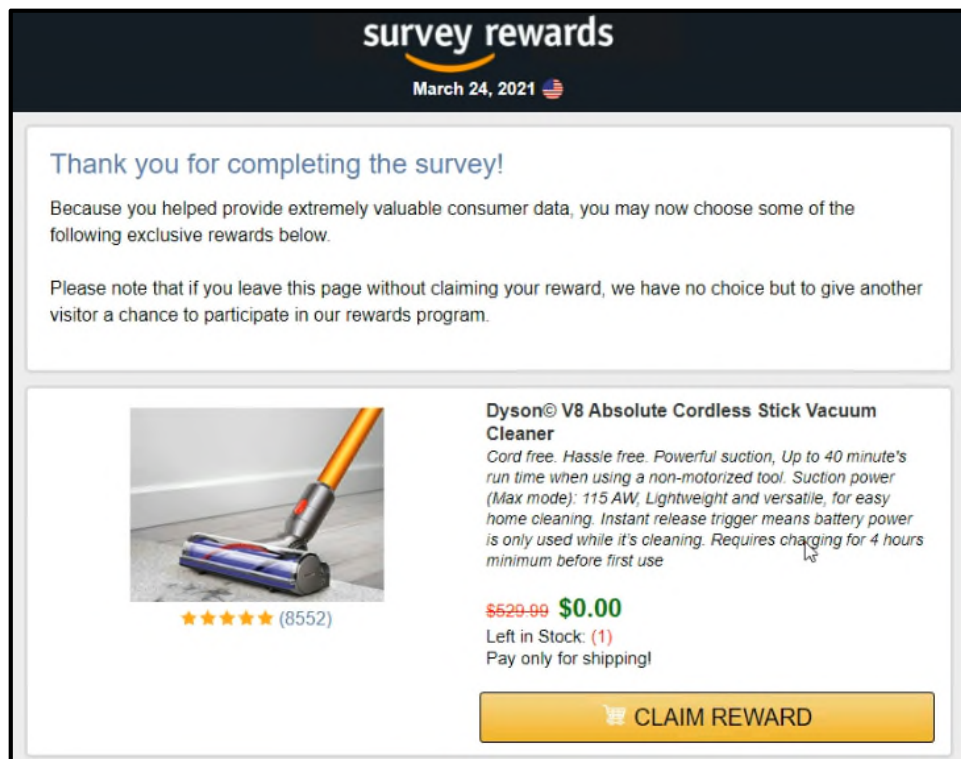 survey rewards
March 24, 2021
Thank you for completing the survey!
Because you helped provide extremely valuable consumer data, you may now choose some of the
following exclusive rewards below.
Please note that if you leave this page without claiming your reward, we have no choice but to give another
visitor a chance to participate in our rewards program.
Dyson© V8 Absolute Cordless Stick Vacuum
Cleaner
Cord free. Hassle free. Powerful suction, Up to 40 minute's
run time when using a non-motorized tool. Suction power
(Max mode): 115 AW, Lightweight and versatile, for easy
home cleaning. Instant release trigger means battery power
is only used while it's cleaning. Requires charging for 4 hours
minimum before first use
(8552)
$529.99 $0.00
Left in Stock: (1)
Pay only for shipping!
CLAIM REWARD